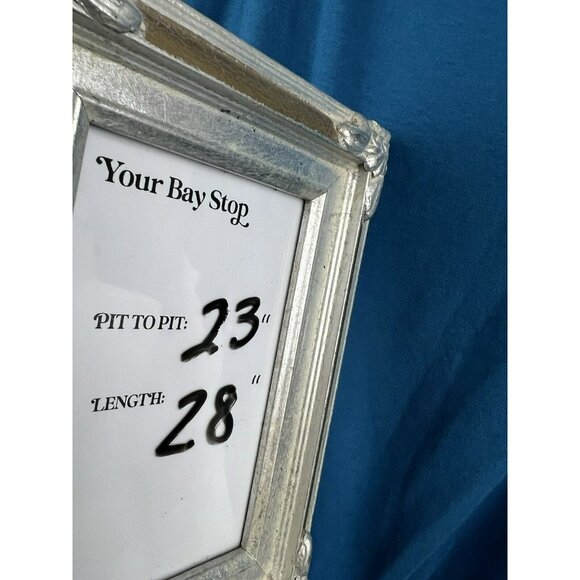 Your Bay Stop
PIT TO PIT: 23"
LENGTH: 28"